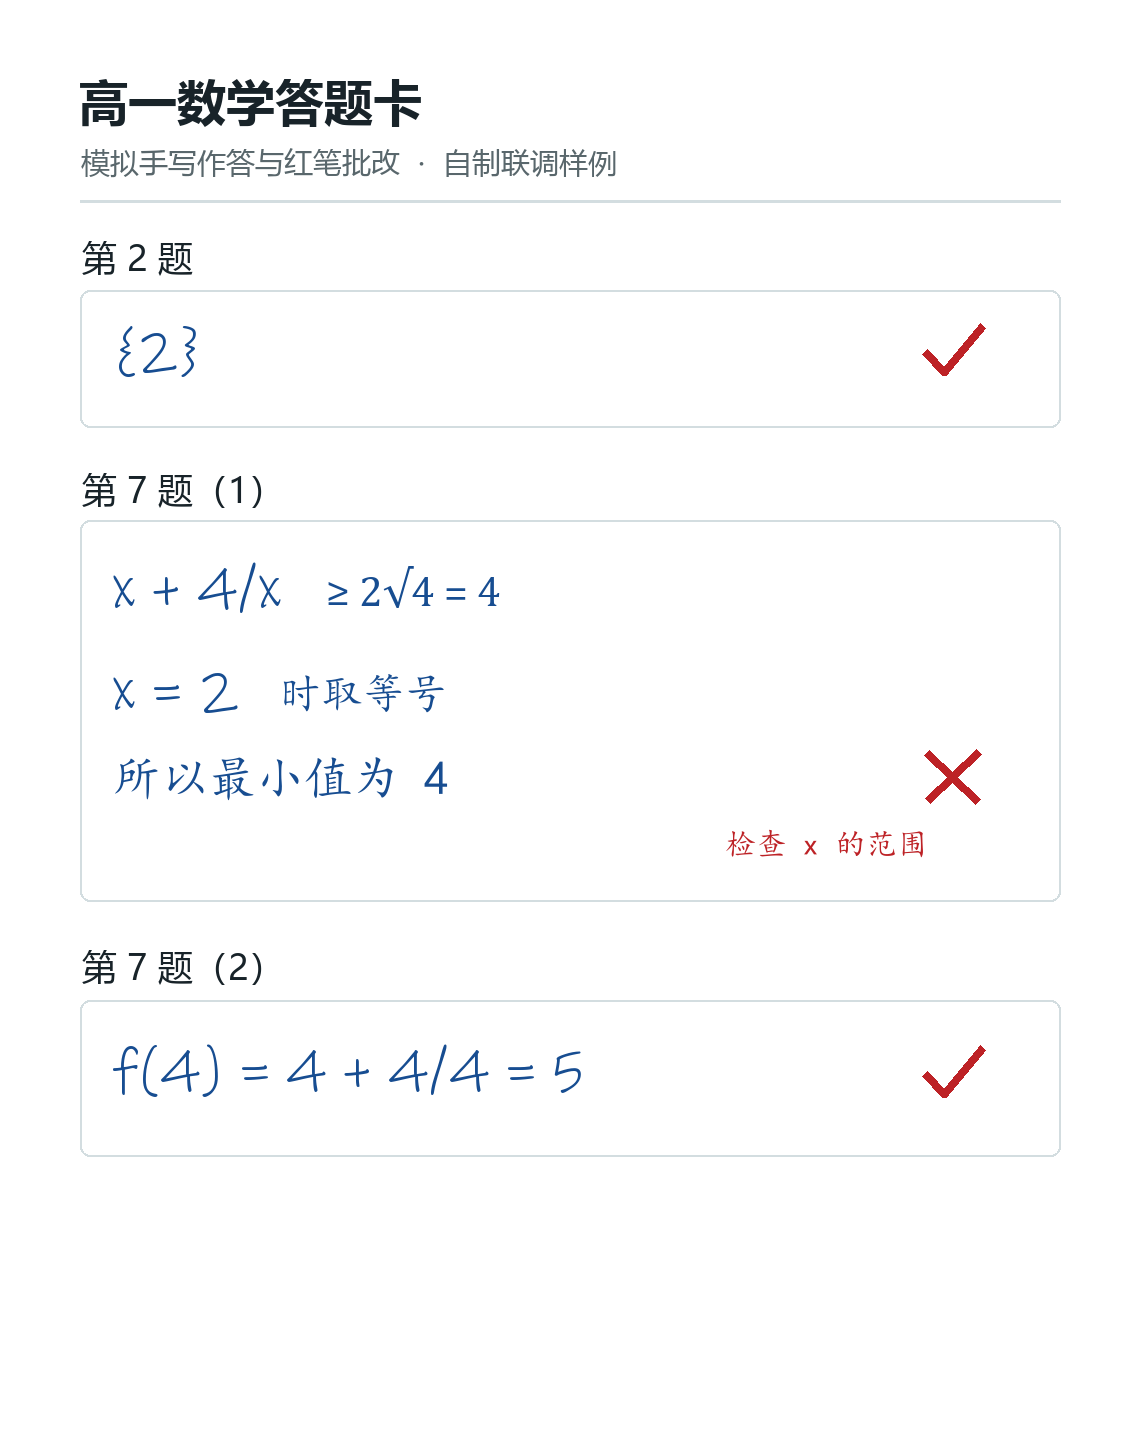 高一数学答题卡
模拟手写作答与红笔批改 · 自制联调样例
第 2 题
{2}
第 7 题（1）
x + 4/x ≥ 2√4 = 4
x = 2 时取等号
所以最小值为 4
检查 x 的范围
第 7 题（2）
f(4) = 4 + 4/4 = 5